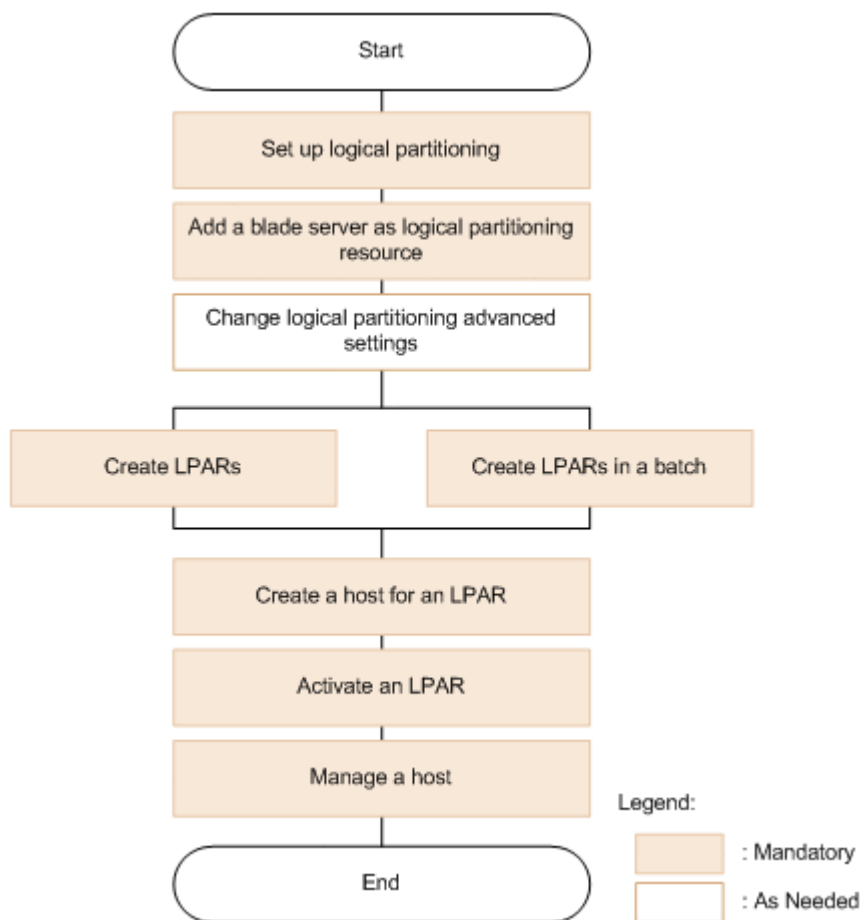 Start
Set up logical partitioning
Add a blade server as logical partitioning
resource
Change logical partitioning advanced
settings
Create LPARs
Create LPARs in a batch
Create a host for an LPAR
Activate an LPAR
Manage a host
End
Legend:
: Mandatory
: As Needed